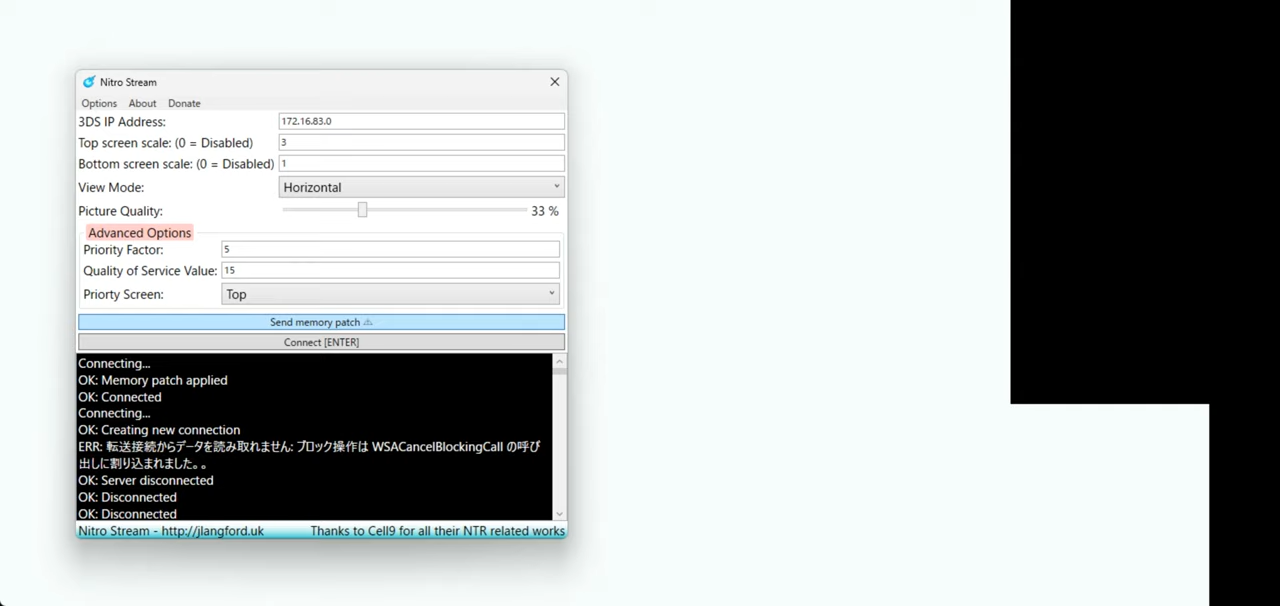 Nitro Stream
Options About Donate
3DS IP Address: 172.16.83.0
Top screen scale: (0 = Disabled) 3
Bottom screen scale: (0 = Disabled) 1
View Mode: Horizontal
Picture Quality: 33 %
Advanced Options
Priority Factor: 5
Quality of Service Value: 15
Priorty Screen: Top
Send memory patch ⚠
Connect [ENTER]
Connecting...
OK: Memory patch applied
OK: Connected
Connecting...
OK: Creating new connection
ERR: 転送接続からデータを読み取れません: ブロック操作は WSACancelBlockingCall の呼び
出しに割り込まれました。。
OK: Server disconnected
OK: Disconnected
OK: Disconnected
Nitro Stream - http://jlangford.uk Thanks to Cell9 for all their NTR related works